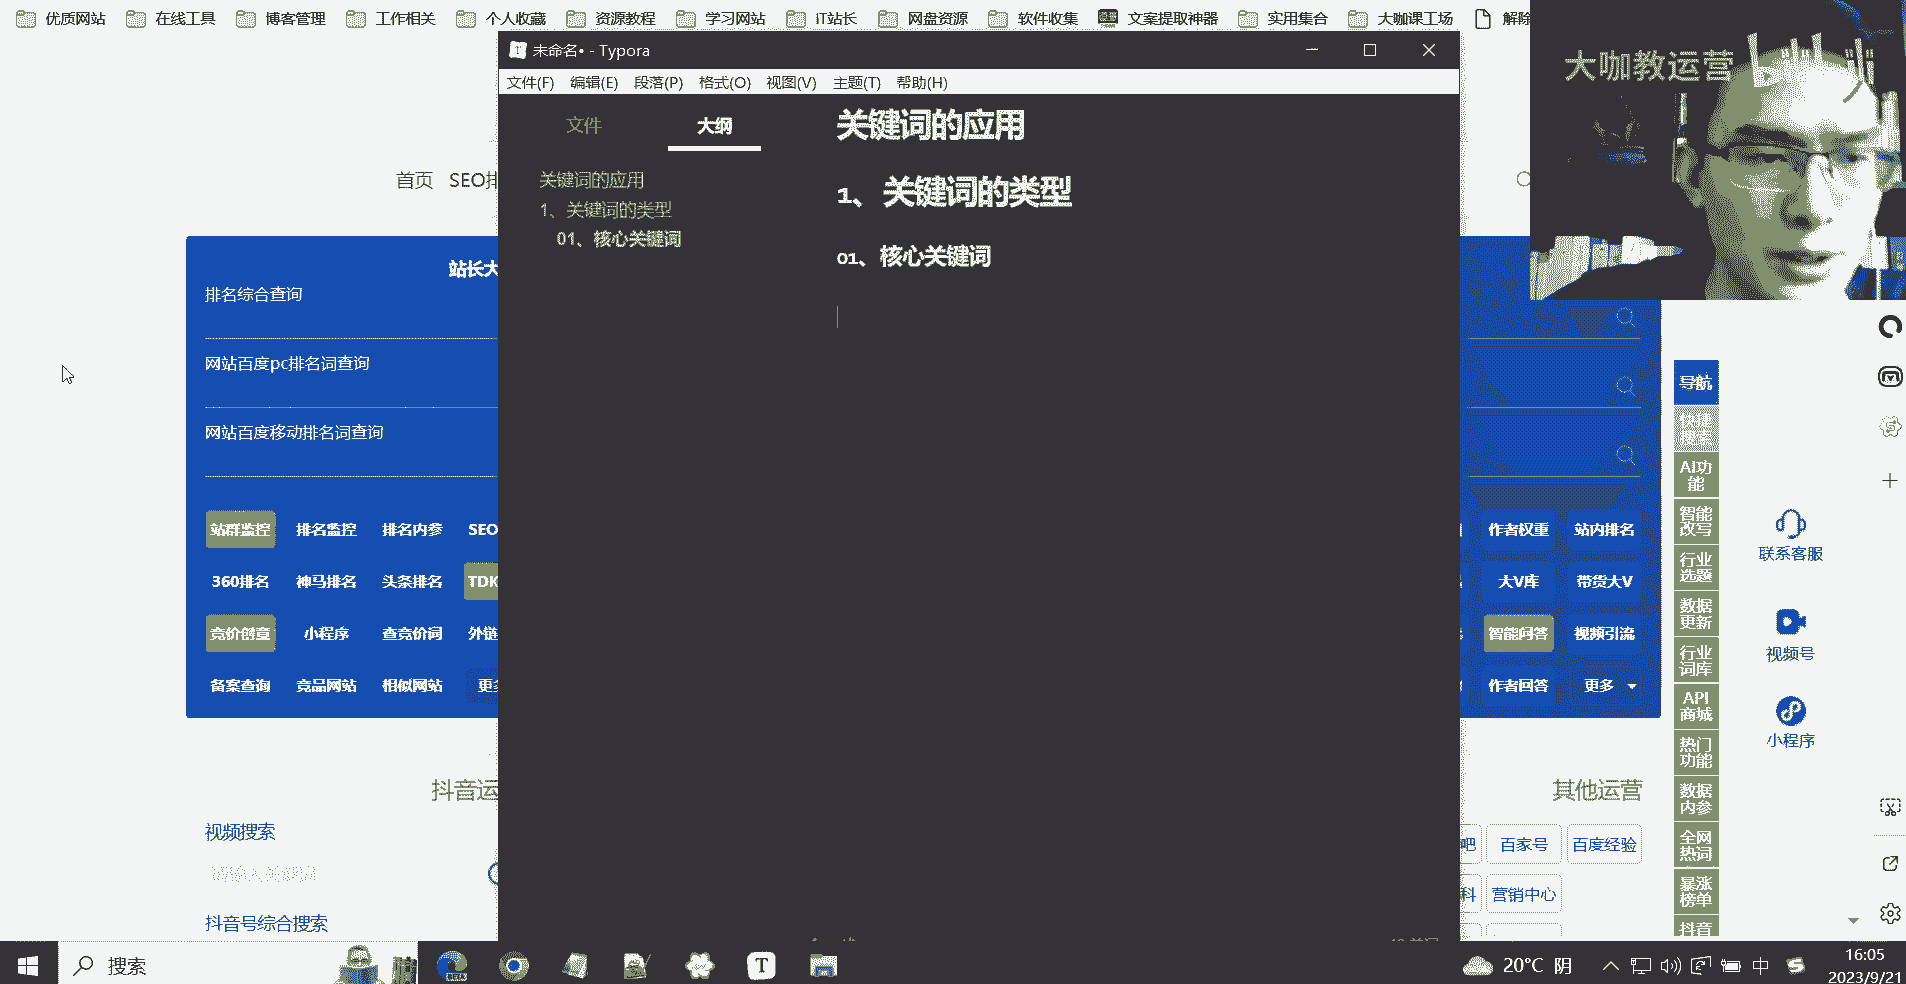 优质网站 在线工具 博客管理 工作相关 个人收藏 资源教程 学习网站 IT站长 网盘资源 软件收集 文案提取神器 实用集合 大咖课工场 解除
未命名• - Typora
文件(F) 编辑(E) 段落(P) 格式(O) 视图(V) 主题(T) 帮助(H)
大咖教运营
文件 大纲
关键词的应用
1、关键词的类型
01、核心关键词
关键词的应用
1、关键词的类型
01、核心关键词
首页 SEO排
站长大
排名综合查询
网站百度pc排名词查询
网站百度移动排名词查询
站群监控 排名监控 排名内参 SEO
360排名 神马排名 头条排名 TDK
竞价创意 小程序 查竞价词 外链
备案查询 竞品网站 相似网站 更多
作者权重 站内排名
大V库 带货大V
智能问答 视频引流
作者回答 更多
导航
快捷
AI功能
智能改写
行业选题
数据更新
行业词库
API商城
热门功能
数据内参
全网热词
暴涨榜单
抖音
联系客服
视频号
小程序
抖音运
视频搜索
请输入关键词
抖音号综合搜索
其他运营
吧 百家号 百度经验
科 营销中心
搜索
20°C 阴
中
16:05
2023/9/21